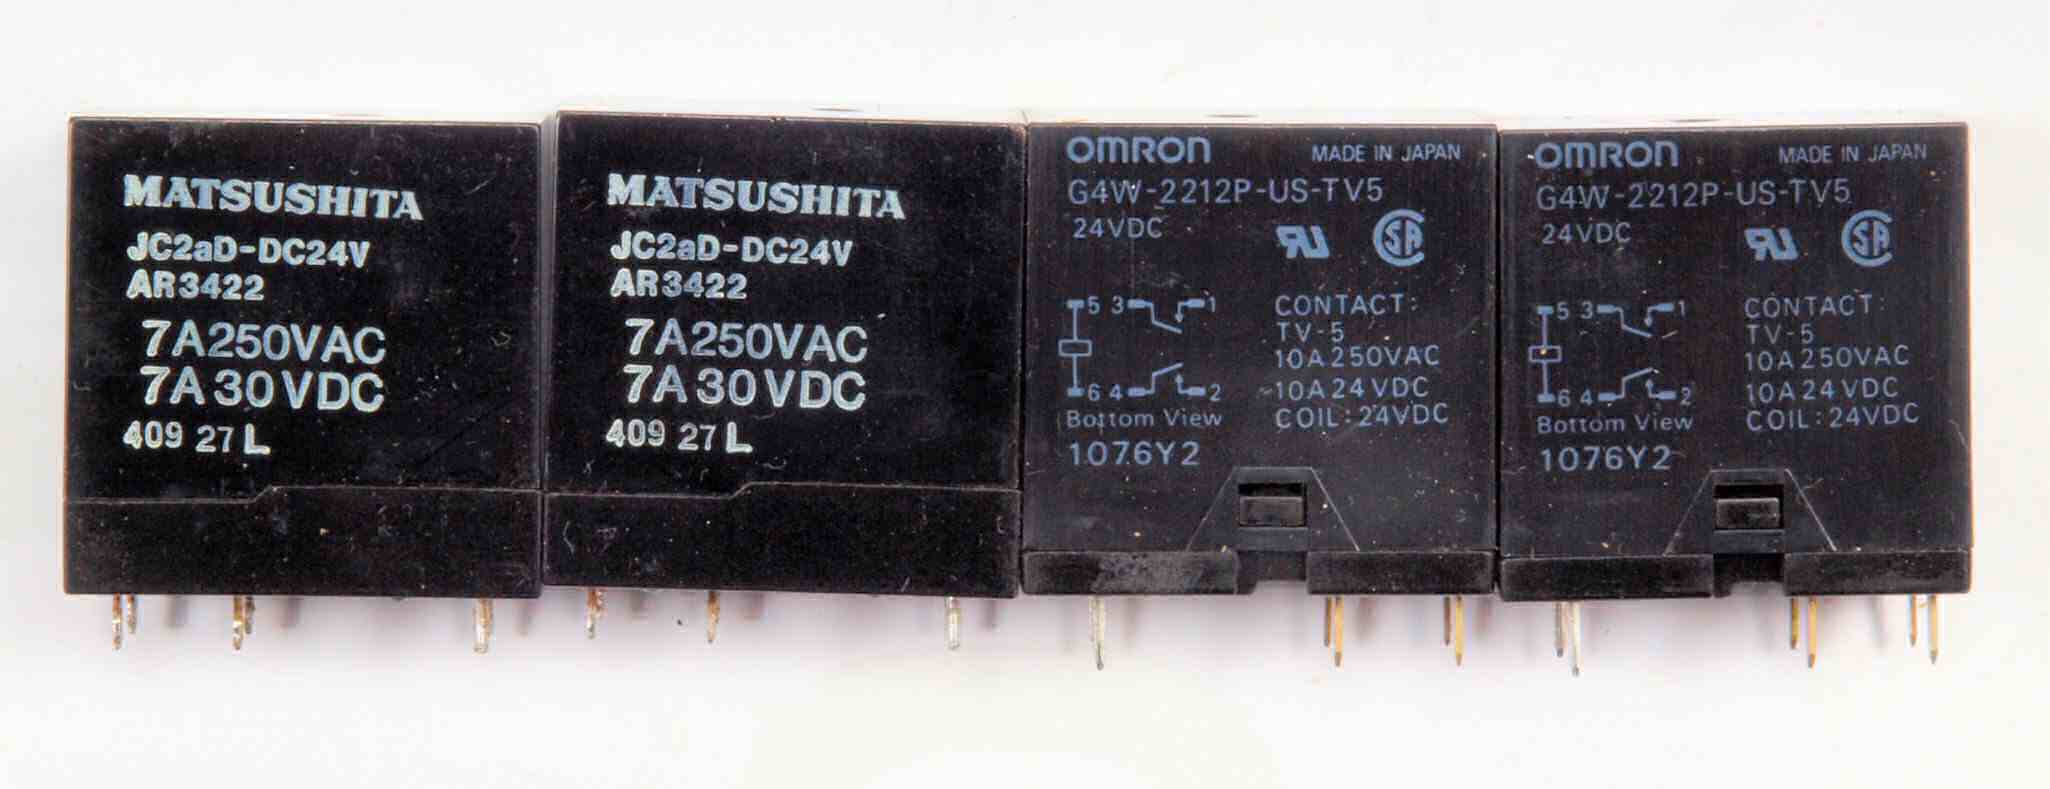 MATSUSHITA
JC2aD-DC24V
AR3422
7A250VAC
7A30VDC
409 27 L
MATSUSHITA
JC2aD-DC24V
AR3422
7A250VAC
7A30VDC
409 27 L
OMRON MADE IN JAPAN
G4W-2212P-US-TV5
24VDC
5 3 1
6 4 2
Bottom View
1076Y2
CONTACT:
TV-5
10A250VAC
10A24VDC
COIL:24VDC
OMRON MADE IN JAPAN
G4W-2212P-US-TV5
24VDC
5 3 1
6 4 2
Bottom View
1076Y2
CONTACT:
TV-5
10A250VAC
10A24VDC
COIL:24VDC